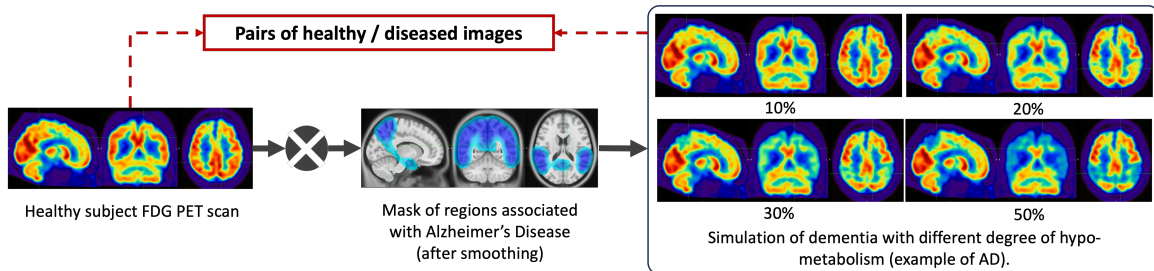 Pairs of healthy / diseased images
Healthy subject FDG PET scan
Mask of regions associated
with Alzheimer's Disease
(after smoothing)
10%
20%
30%
50%
Simulation of dementia with different degree of hypo-
metabolism (example of AD).